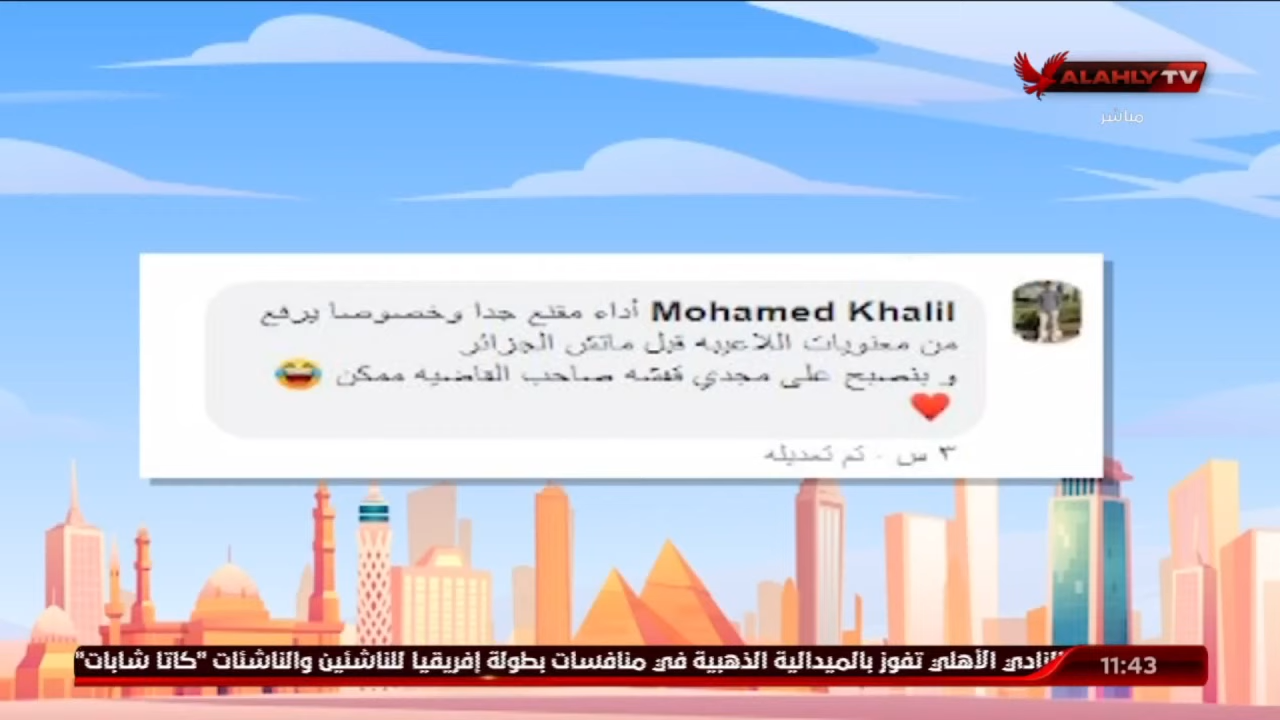 ALAHLY TV
مباشر
Mohamed Khalil أداء مقنع جدا وخصوصا يرفع
من معنويات اللاعبيه قبل ماتش الجزائر
و بنصبح على مجدي قفشه صاحب القاضيه ممكن 😂
❤️
٣ س · تم تعديله
النادي الأهلي تفوز بالميدالية الذهبية في منافسات بطولة إفريقيا للناشئين والناشئات "كاتا شابات"
11:43